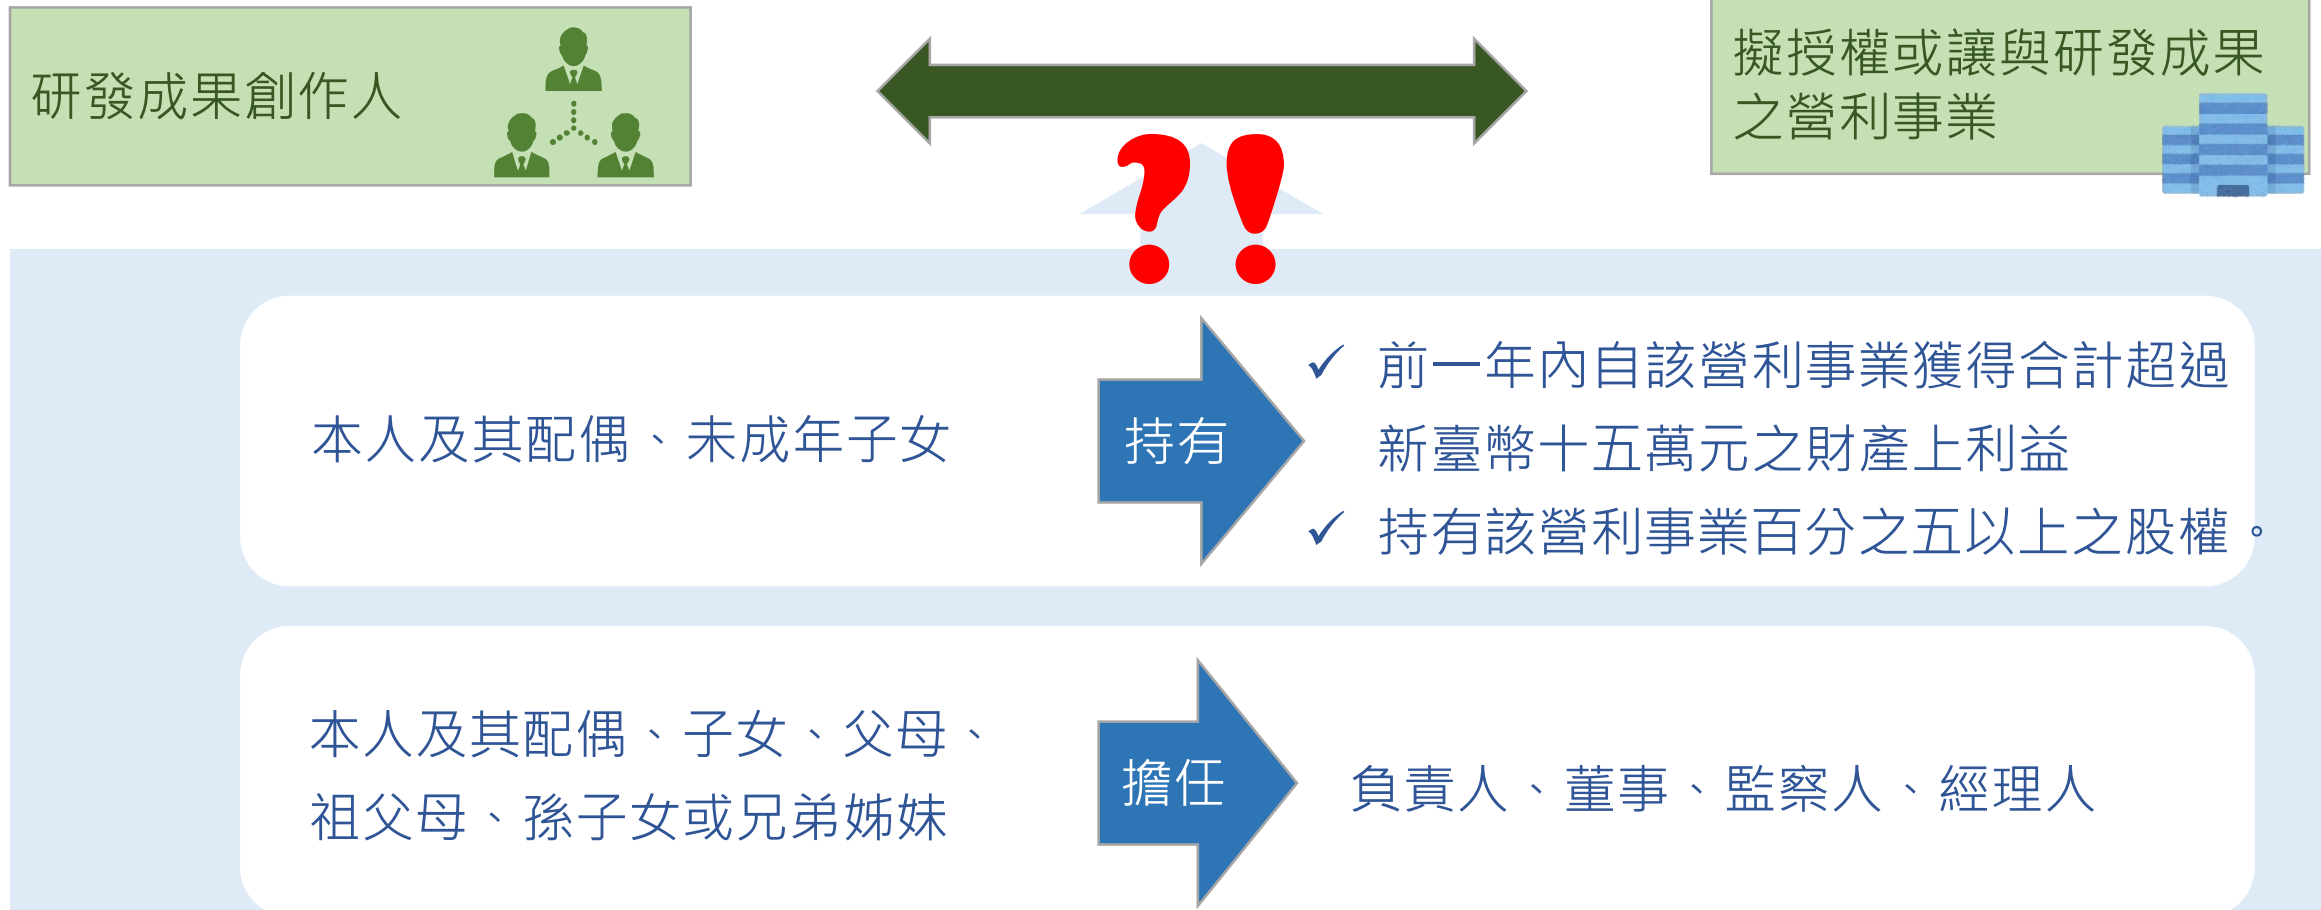 研發成果創作人
擬授權或讓與研發成果
之營利事業
?!
本人及其配偶、未成年子女
持有
✓ 前一年內自該營利事業獲得合計超過
新臺幣十五萬元之財產上利益
✓ 持有該營利事業百分之五以上之股權。
本人及其配偶、子女、父母、
祖父母、孫子女或兄弟姊妹
擔任
負責人、董事、監察人、經理人